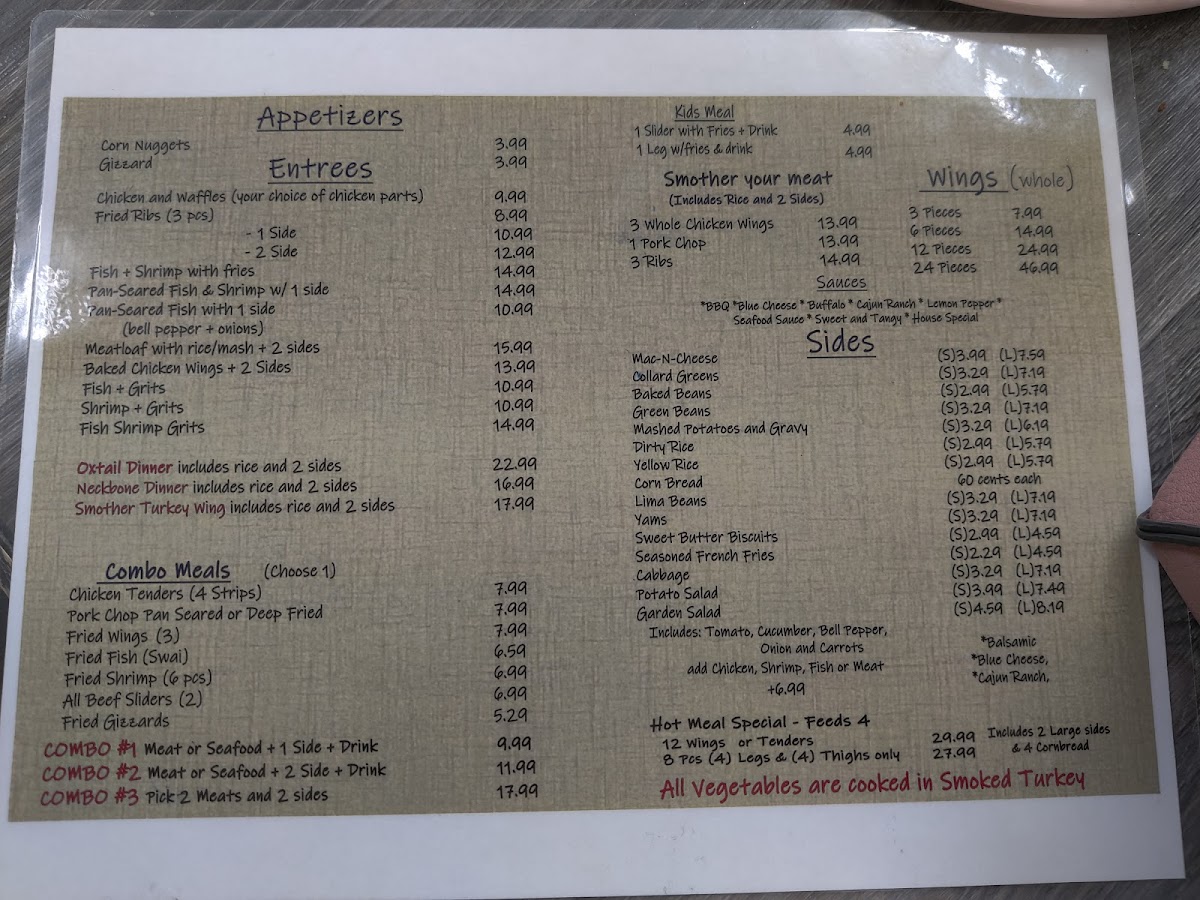 Appetizers
Corn Nuggets 3.99
Gizzard 3.99
Entrees
Chicken and Waffles (your choice of chicken parts) 9.99
Fried Ribs (3 pcs) 8.99
- 1 Side 10.99
- 2 Side 12.99
Fish + Shrimp with fries 14.99
Pan-Seared Fish & Shrimp w/ 1 side 14.99
Pan-Seared Fish with 1 side 10.99
(bell pepper + onions)
Meatloaf with rice/mash + 2 sides 15.99
Baked Chicken Wings + 2 Sides 13.99
Fish + Grits 10.99
Shrimp + Grits 10.99
Fish Shrimp Grits 14.99
Oxtail Dinner includes rice and 2 sides 22.99
Neckbone Dinner includes rice and 2 sides 16.99
Smother Turkey Wing includes rice and 2 sides 17.99
Combo Meals (Choose 1)
Chicken Tenders (4 Strips) 7.99
Pork Chop Pan Seared or Deep Fried 7.99
Fried Wings (3) 7.99
Fried Fish (Swai) 6.59
Fried Shrimp (6 pcs) 6.99
All Beef Sliders (2) 6.99
Fried Gizzards 5.29
COMBO #1 Meat or Seafood + 1 Side + Drink 9.99
COMBO #2 Meat or Seafood + 2 Side + Drink 11.99
COMBO #3 Pick 2 Meats and 2 sides 17.99
Kids Meal
1 Slider with Fries + Drink 4.99
1 Leg w/fries & drink 4.99
Smother your meat
(Includes Rice and 2 Sides)
3 Whole Chicken Wings 13.99
1 Pork Chop 13.99
3 Ribs 14.99
Wings (whole)
3 Pieces 7.99
6 Pieces 14.99
12 Pieces 24.99
24 Pieces 46.99
Sauces
*BBQ *Blue Cheese * Buffalo * Cajun Ranch * Lemon Pepper *
Seafood Sauce * Sweet and Tangy * House Special
Sides
Mac-N-Cheese (S)3.99 (L)7.59
Collard Greens (S)3.29 (L)7.19
Baked Beans (S)2.99 (L)5.79
Green Beans (S)3.29 (L)7.19
Mashed Potatoes and Gravy (S)3.29 (L)6.19
Dirty Rice (S)2.99 (L)5.79
Yellow Rice (S)2.99 (L)5.79
Corn Bread 60 cents each
Lima Beans (S)3.29 (L)7.19
Yams (S)3.29 (L)7.19
Sweet Butter Biscuits (S)2.99 (L)4.59
Seasoned French Fries (S)2.29 (L)4.59
Cabbage (S)3.29 (L)7.19
Potato Salad (S)3.99 (L)7.49
Garden Salad (S)4.59 (L)8.19
Includes: Tomato, Cucumber, Bell Pepper,
Onion and Carrots
add Chicken, Shrimp, Fish or Meat
+6.99
*Balsamic
*Blue Cheese,
*Cajun Ranch,
Hot Meal Special - Feeds 4
12 Wings or Tenders 29.99
8 Pcs (4) Legs & (4) Thighs only 27.99
Includes 2 Large sides
& 4 Cornbread
All Vegetables are cooked in Smoked Turkey